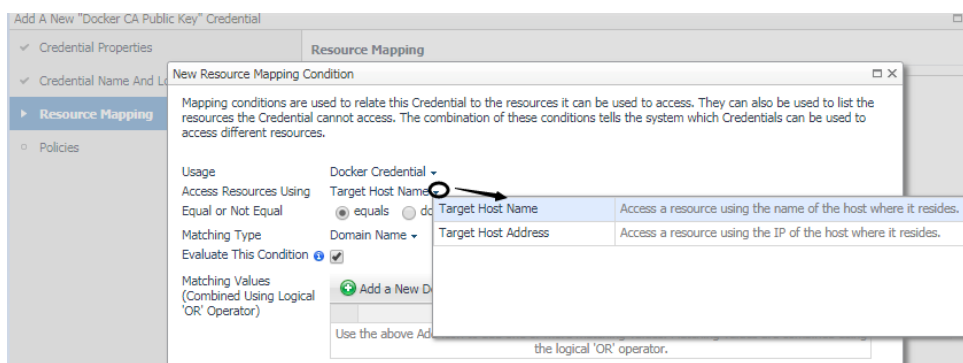 Add A New "Docker CA Public Key" Credential
Credential Properties
Resource Mapping
Credential Name And Lo
New Resource Mapping Condition
Resource Mapping
Policies
Mapping conditions are used to relate this Credential to the resources it can be used to access. They can also be used to list the
resources the Credential cannot access. The combination of these conditions tells the system which Credentials can be used to
access different resources.
Usage Docker Credential
Access Resources Using Target Host Name
Equal or Not Equal equals do
Target Host Name Access a resource using the name of the host where it resides.
Matching Type Domain Name
Target Host Address Access a resource using the IP of the host where it resides.
Evaluate This Condition
Matching Values
(Combined Using Logical
'OR' Operator)
Add a New D
Use the above Ad
the logical 'OR' operator.